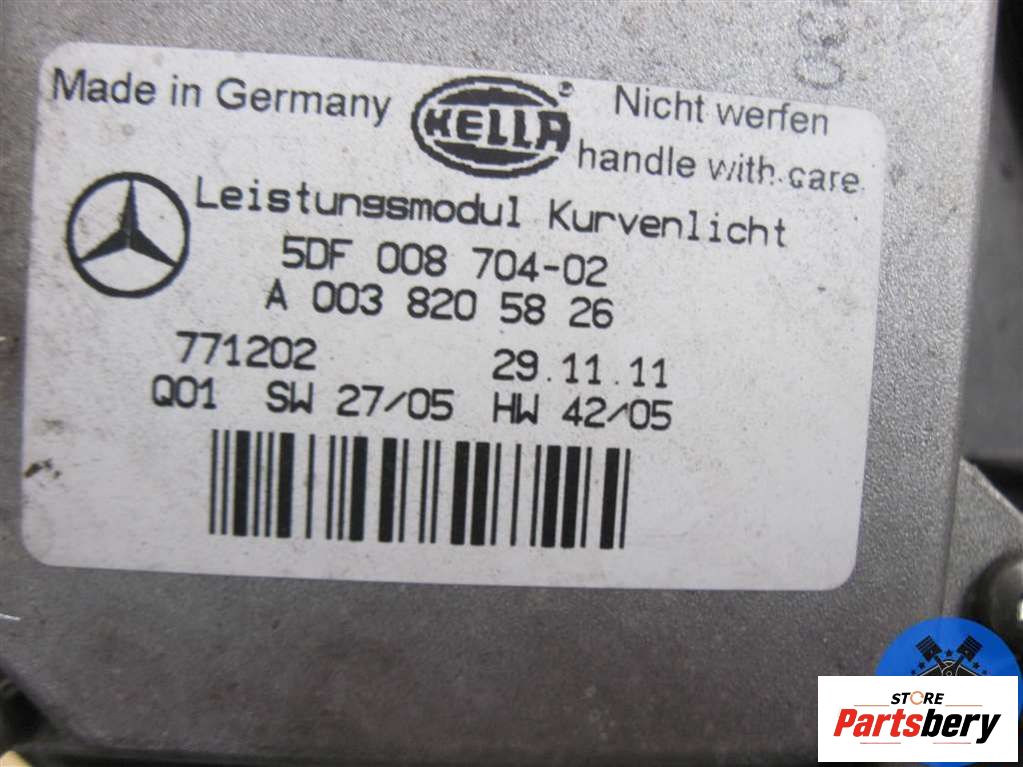 Made in Germany
HELLA
Nicht werfen
handle with care
Leistungsmodul Kurvenlicht
5DF 008 704-02
A 003 820 58 26
771202 29.11.11
Q01 SW 27/05 HW 42/05
STORE
Partsbery